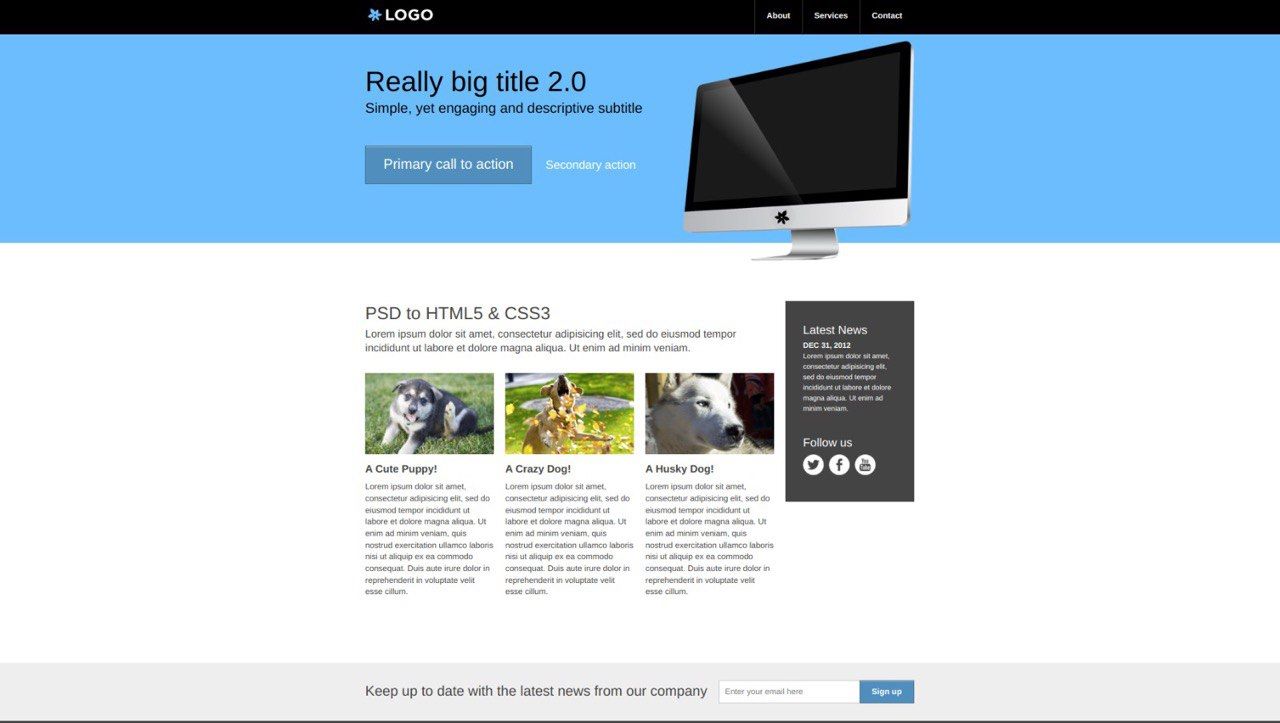 LOGO
About
Services
Contact
Really big title 2.0
Simple, yet engaging and descriptive subtitle
Primary call to action
Secondary action
PSD to HTML5 & CSS3
Lorem ipsum dolor sit amet, consectetur adipisicing elit, sed do eiusmod tempor
incididunt ut labore et dolore magna aliqua. Ut enim ad minim veniam.
A Cute Puppy!
Lorem ipsum dolor sit amet,
consectetur adipisicing elit, sed do
eiusmod tempor incididunt ut
labore et dolore magna aliqua. Ut
enim ad minim veniam, quis
nostrud exercitation ullamco laboris
nisi ut aliquip ex ea commodo
consequat. Duis aute irure dolor in
reprehenderit in voluptate velit
esse cillum.
A Crazy Dog!
Lorem ipsum dolor sit amet,
consectetur adipisicing elit, sed do
eiusmod tempor incididunt ut
labore et dolore magna aliqua. Ut
enim ad minim veniam, quis
nostrud exercitation ullamco laboris
nisi ut aliquip ex ea commodo
consequat. Duis aute irure dolor in
reprehenderit in voluptate velit
esse cillum.
A Husky Dog!
Lorem ipsum dolor sit amet,
consectetur adipisicing elit, sed do
eiusmod tempor incididunt ut
labore et dolore magna aliqua. Ut
enim ad minim veniam, quis
nostrud exercitation ullamco laboris
nisi ut aliquip ex ea commodo
consequat. Duis aute irure dolor in
reprehenderit in voluptate velit
esse cillum.
Latest News
DEC 31, 2012
Lorem ipsum dolor sit amet,
consectetur adipisicing elit,
sed do eiusmod tempor
incididunt ut labore et dolore
magna aliqua. Ut enim ad
minim veniam.
Follow us
You
Tube
Keep up to date with the latest news from our company
Enter your email here
Sign up